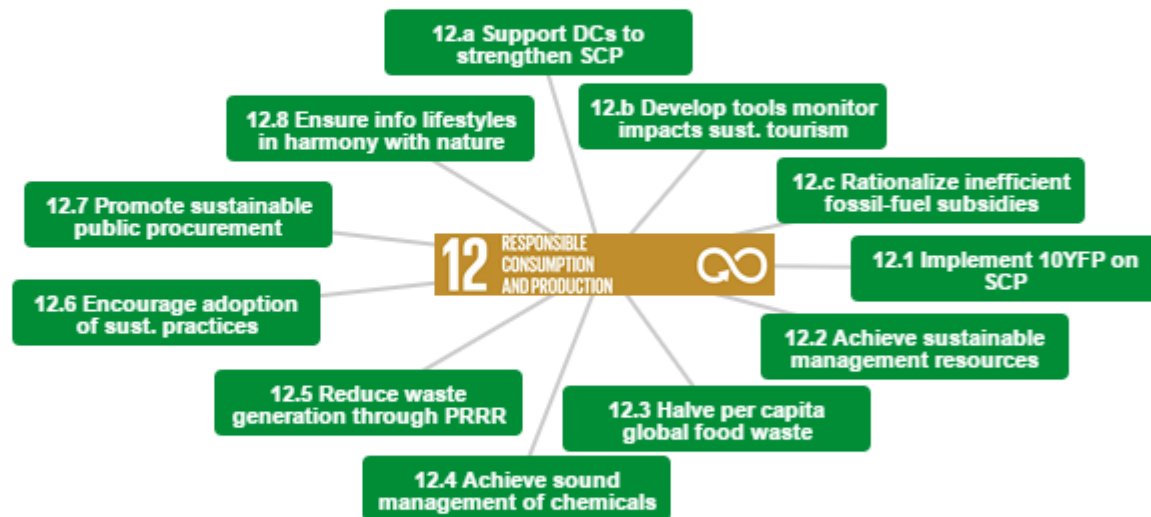 12.a Support DCs to
strengthen SCP
12.b Develop tools monitor
impacts sust. tourism
12.8 Ensure info lifestyles
in harmony with nature
12.c Rationalize inefficient
fossil-fuel subsidies
12.7 Promote sustainable
public procurement
12 RESPONSIBLE
CONSUMPTION
AND PRODUCTION
12.1 Implement 10YFP on
SCP
12.6 Encourage adoption
of sust. practices
12.2 Achieve sustainable
management resources
12.5 Reduce waste
generation through PRRR
12.3 Halve per capita
global food waste
12.4 Achieve sound
management of chemicals